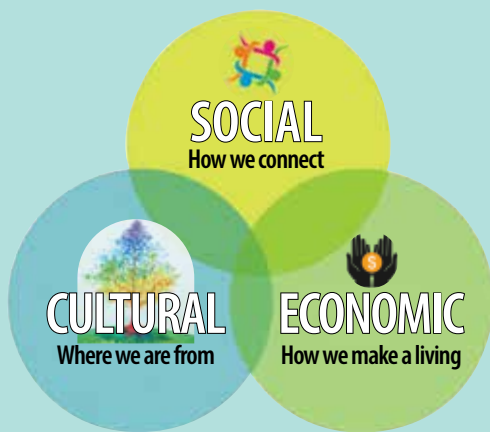 SOCIAL
How we connect
CULTURAL
Where we are from
ECONOMIC
How we make a living
$